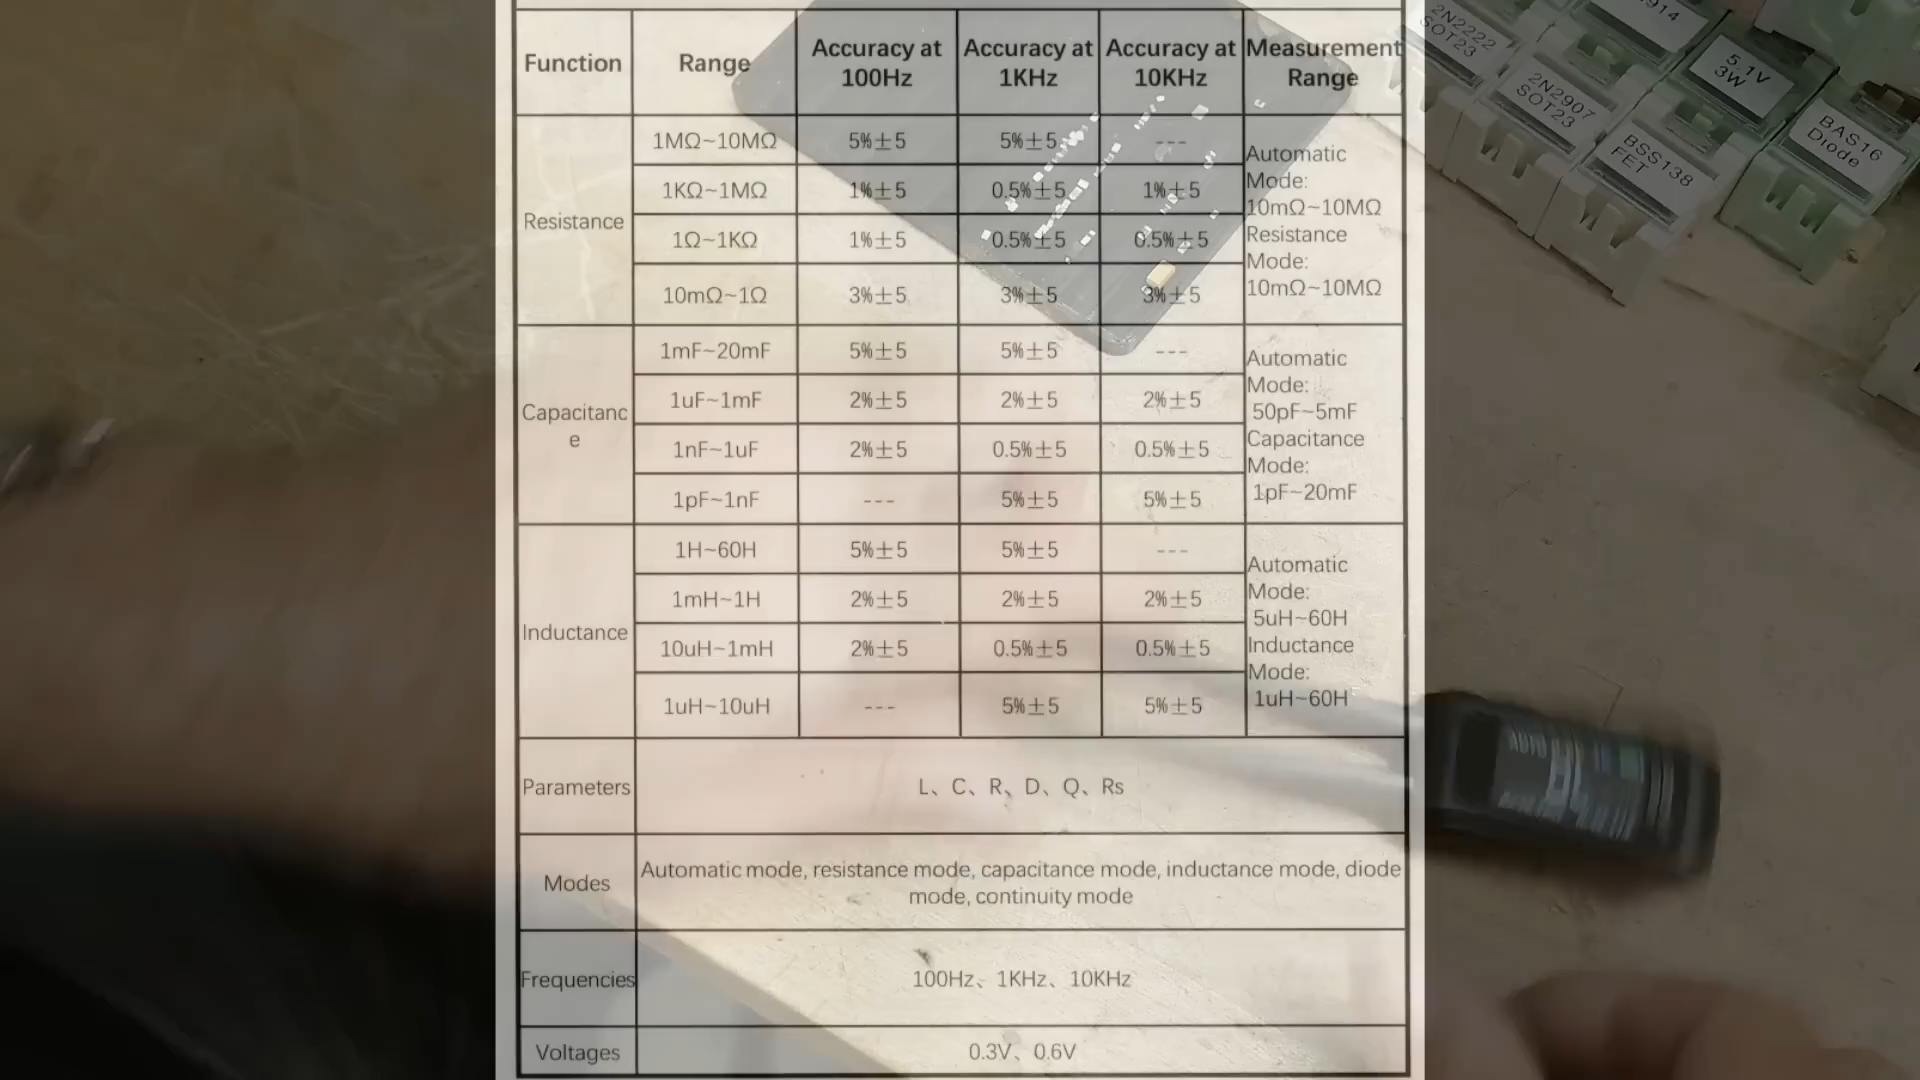 Function Range Accuracy at 100Hz Accuracy at 1KHz Accuracy at 10KHz Measurement Range
Resistance
1MΩ~10MΩ 5%±5 5%±5 ---
1KΩ~1MΩ 1%±5 0.5%±5 1%±5
1Ω~1KΩ 1%±5 0.5%±5 0.5%±5
10mΩ~1Ω 3%±5 3%±5 3%±5
Automatic
Mode:
10mΩ~10MΩ
Resistance
Mode:
10mΩ~10MΩ
Capacitanc
e
1mF~20mF 5%±5 5%±5 ---
1uF~1mF 2%±5 2%±5 2%±5
1nF~1uF 2%±5 0.5%±5 0.5%±5
1pF~1nF --- 5%±5 5%±5
Automatic
Mode:
50pF~5mF
Capacitance
Mode:
1pF~20mF
Inductance
1H~60H 5%±5 5%±5 ---
1mH~1H 2%±5 2%±5 2%±5
10uH~1mH 2%±5 0.5%±5 0.5%±5
1uH~10uH --- 5%±5 5%±5
Automatic
Mode:
5uH~60H
Inductance
Mode:
1uH~60H
Parameters L、C、R、D、Q、Rs
Modes
Automatic mode, resistance mode, capacitance mode, inductance mode, diode
mode, continuity mode
Frequencies 100Hz、1KHz、10KHz
Voltages 0.3V、0.6V
2N2222
SOT23
2N2907
SOT23
5.1V
3W
BSS138
FET
BAS16
Diode
AUTO